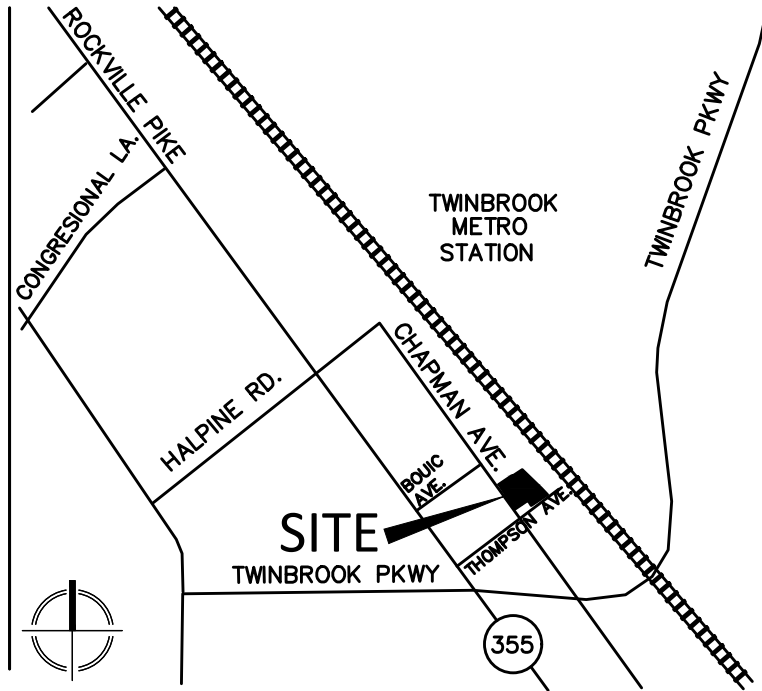 ROCKVILLE PIKE
CONGRESIONAL LA.
TWINBROOK
METRO
STATION
TWINBROOK PKWY
HALPINE RD.
CHAPMAN AVE.
BOUIC
AVE.
SITE
THOMPSON AVE.
TWINBROOK PKWY
355